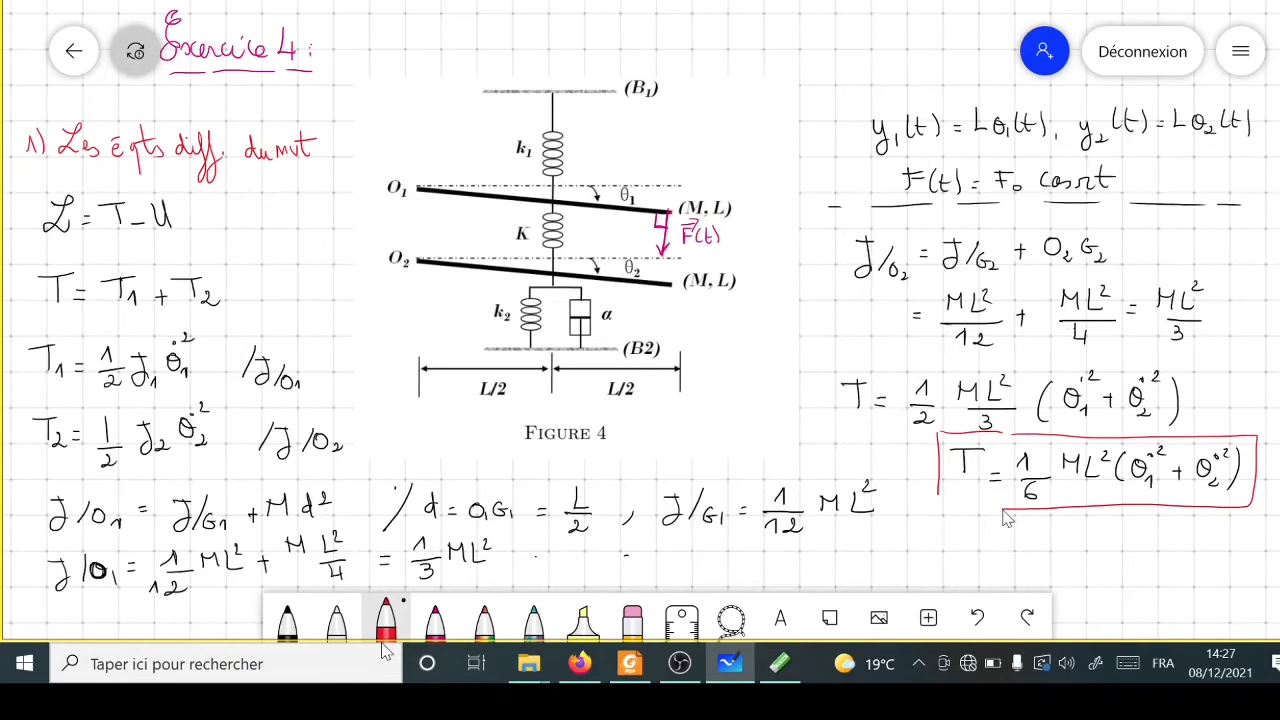 Exercice 4 :
Déconnexion
1) Les éqts diff. du mvt
L = T - U
T = T₁ + T₂
T₁ = 1/2 J₁ θ̇₁² /J/O₁
T₂ = 1/2 J₂ θ̇₂² /J/O₂
J/O₁ = J/G₁ + M d² / d = O₁G₁ = L/2 , J/G₁ = 1/12 ML²
J/O₁ = 1/12 ML² + M L²/4 = 1/3 ML²
(B1)
k₁
O₁ θ₁ (M, L)
K F⃗(t)
O₂ θ₂ (M, L)
k₂ α
(B2)
L/2 L/2
FIGURE 4
y₁(t) = Lθ₁(t), y₂(t) = Lθ₂(t)
F(t) = F₀ cosΩt
J/O₂ = J/G₂ + O₂G₂
= ML²/12 + ML²/4 = ML²/3
T = 1/2 ML²/3 (θ̇₁² + θ̇₂²)
T = 1/6 ML² (θ̇₁² + θ̇₂²)
A
Taper ici pour rechercher
19°C
FRA
14:27
08/12/2021